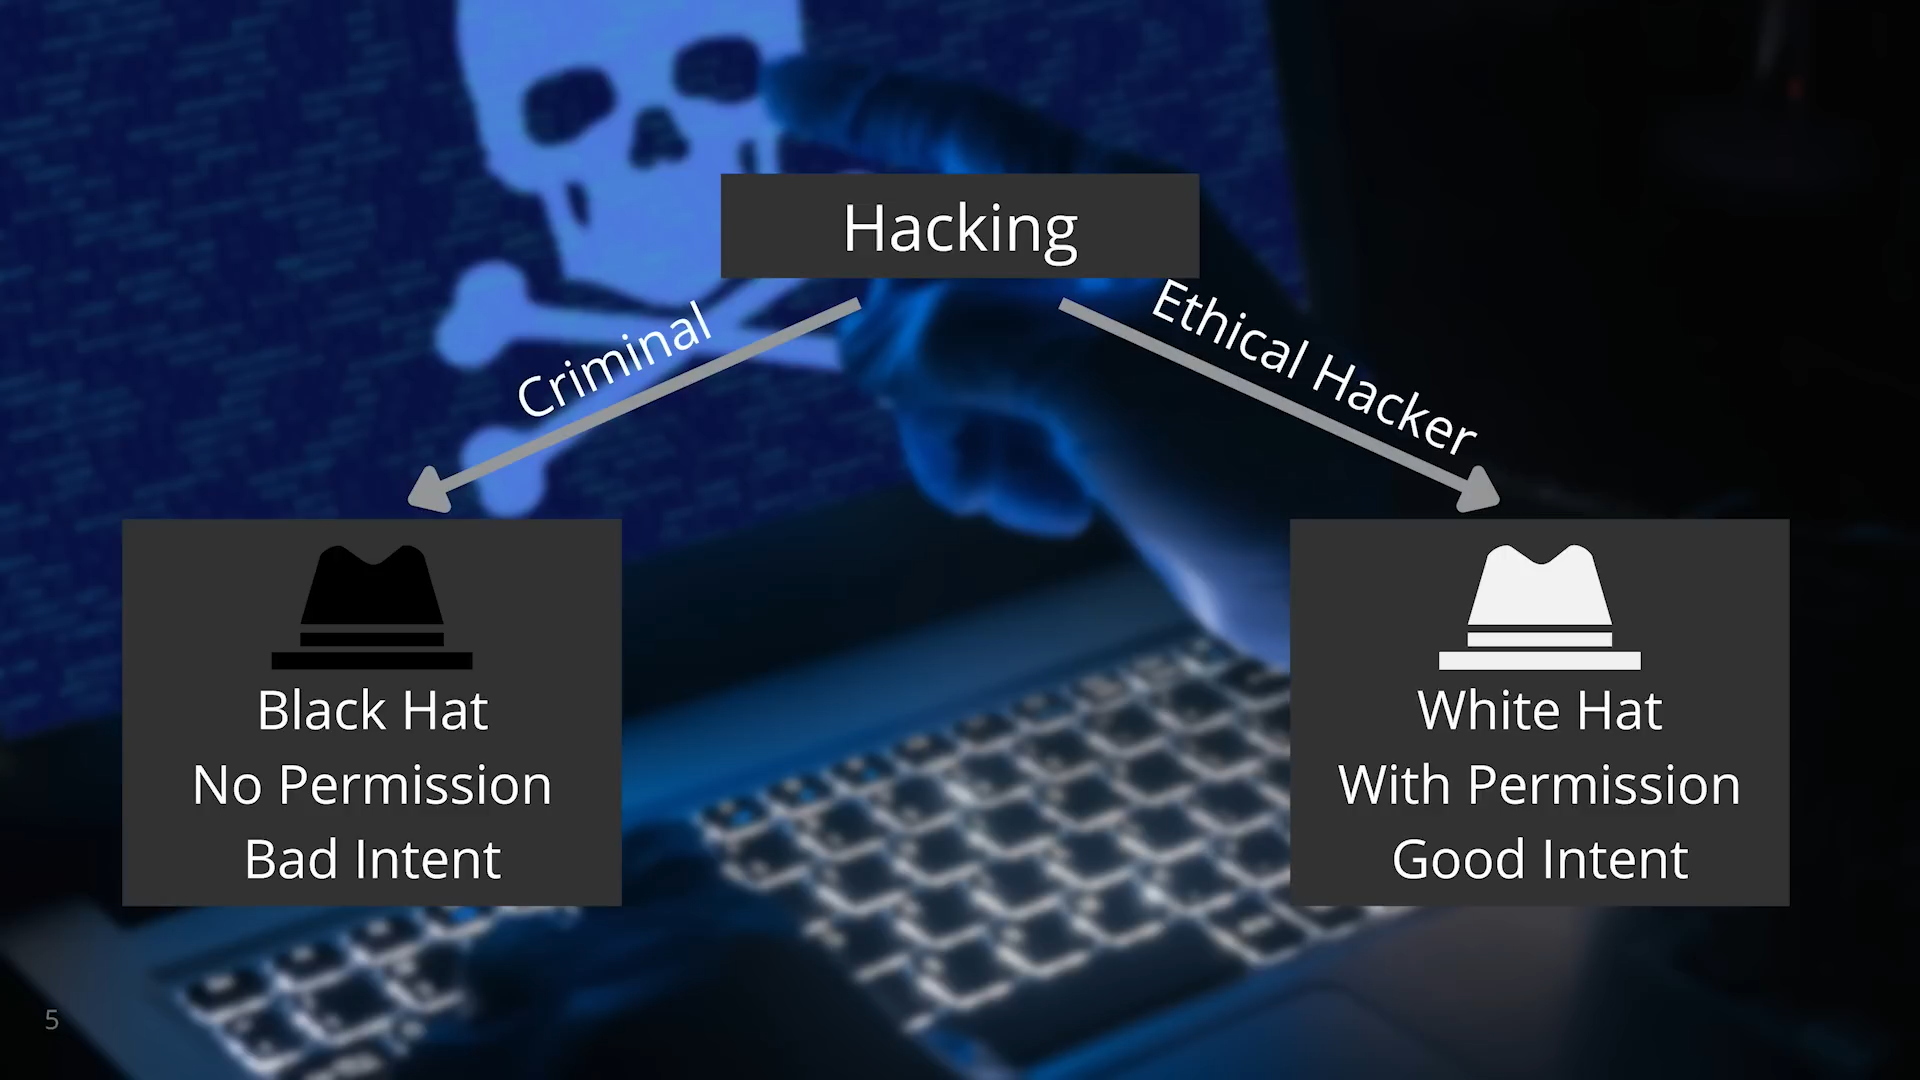 Hacking
Criminal
Ethical Hacker
Black Hat
No Permission
Bad Intent
White Hat
With Permission
Good Intent
5